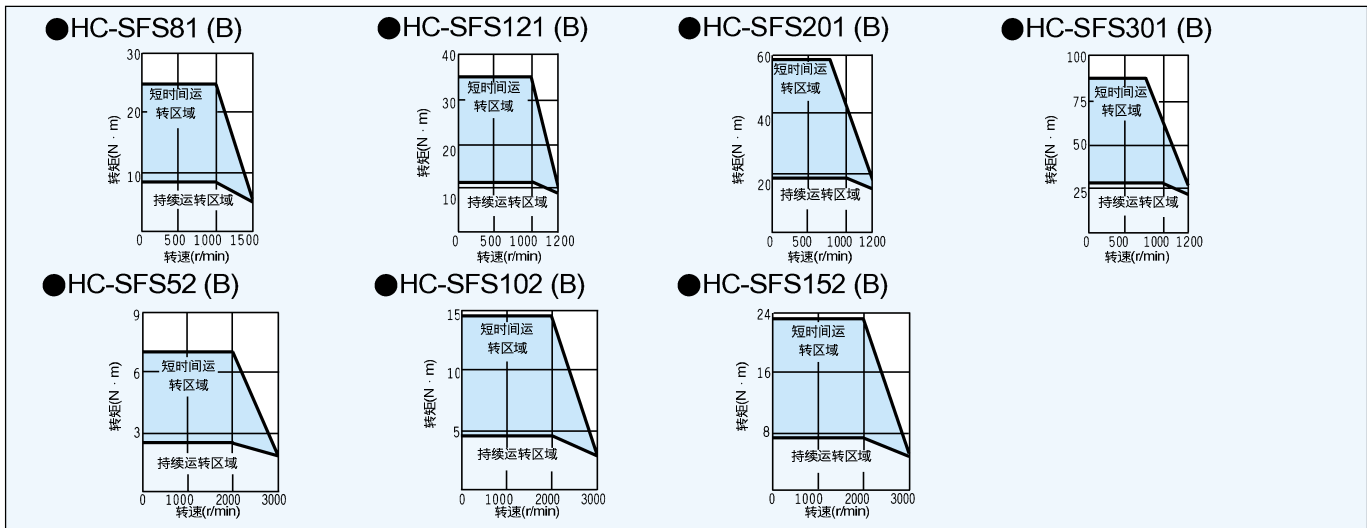 ●HC-SFS81 (B)
30
20
10
转矩(N · m)
短时间运
转区域
持续运转区域
0 500 1000 1500
转速(r/min)
●HC-SFS121 (B)
40
30
20
10
转矩(N · m)
短时间运
转区域
持续运转区域
0 500 1000 1200
转速(r/min)
●HC-SFS201 (B)
60
40
20
转矩(N · m)
短时间运
转区域
持续运转区域
0 500 1000 1200
转速(r/min)
●HC-SFS301 (B)
100
75
50
25
转矩(N · m)
短时间运
转区域
持续运转区域
0 500 1000 1200
转速(r/min)
●HC-SFS52 (B)
9
6
3
转矩(N · m)
短时间运
转区域
持续运转区域
0 1000 2000 3000
转速(r/min)
●HC-SFS102 (B)
15
10
5
转矩(N · m)
短时间运
转区域
持续运转区域
0 1000 2000 3000
转速(r/min)
●HC-SFS152 (B)
24
16
8
转矩(N · m)
短时间运
转区域
持续运转区域
0 1000 2000 3000
转速(r/min)